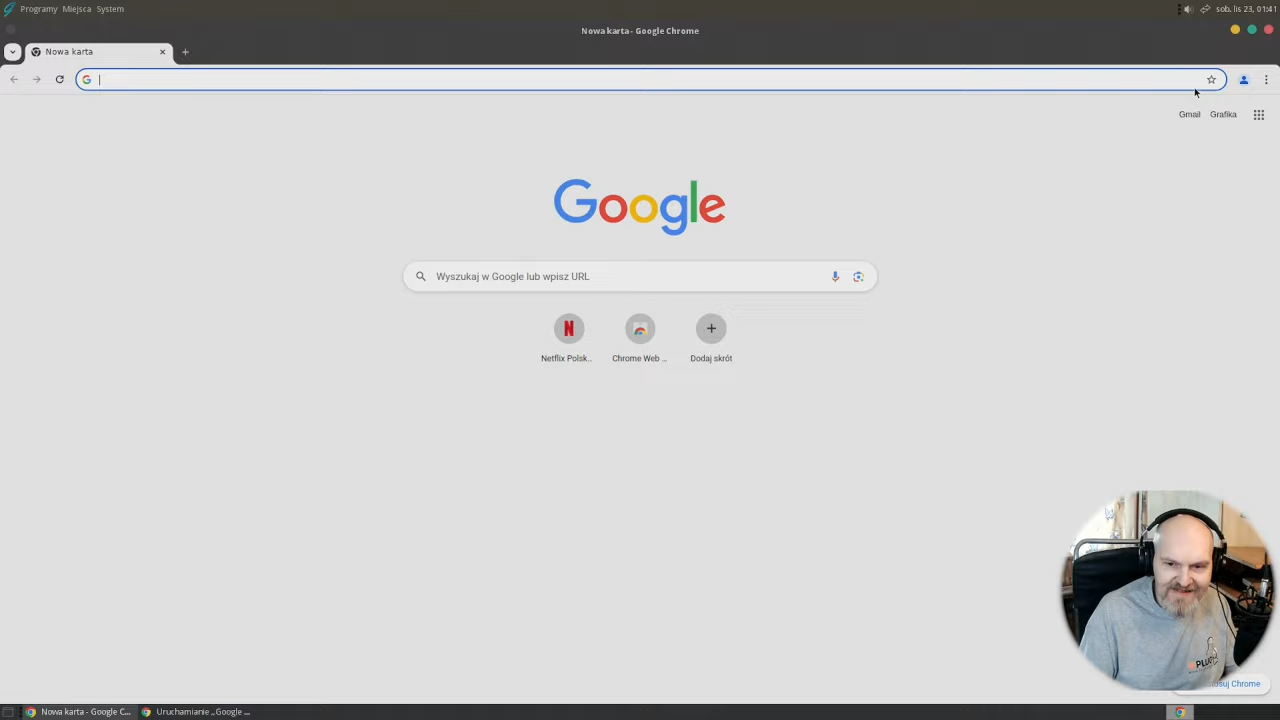 Programy Miejsca System
sob. lis 23, 01:41
Nowa karta - Google Chrome
Nowa karta
Gmail Grafika
Google
Wyszukaj w Google lub wpisz URL
N
Netflix Polsk... Chrome Web ... Dodaj skrót
Chrome
Nowa karta - Google C... Uruchamianie „Google ...